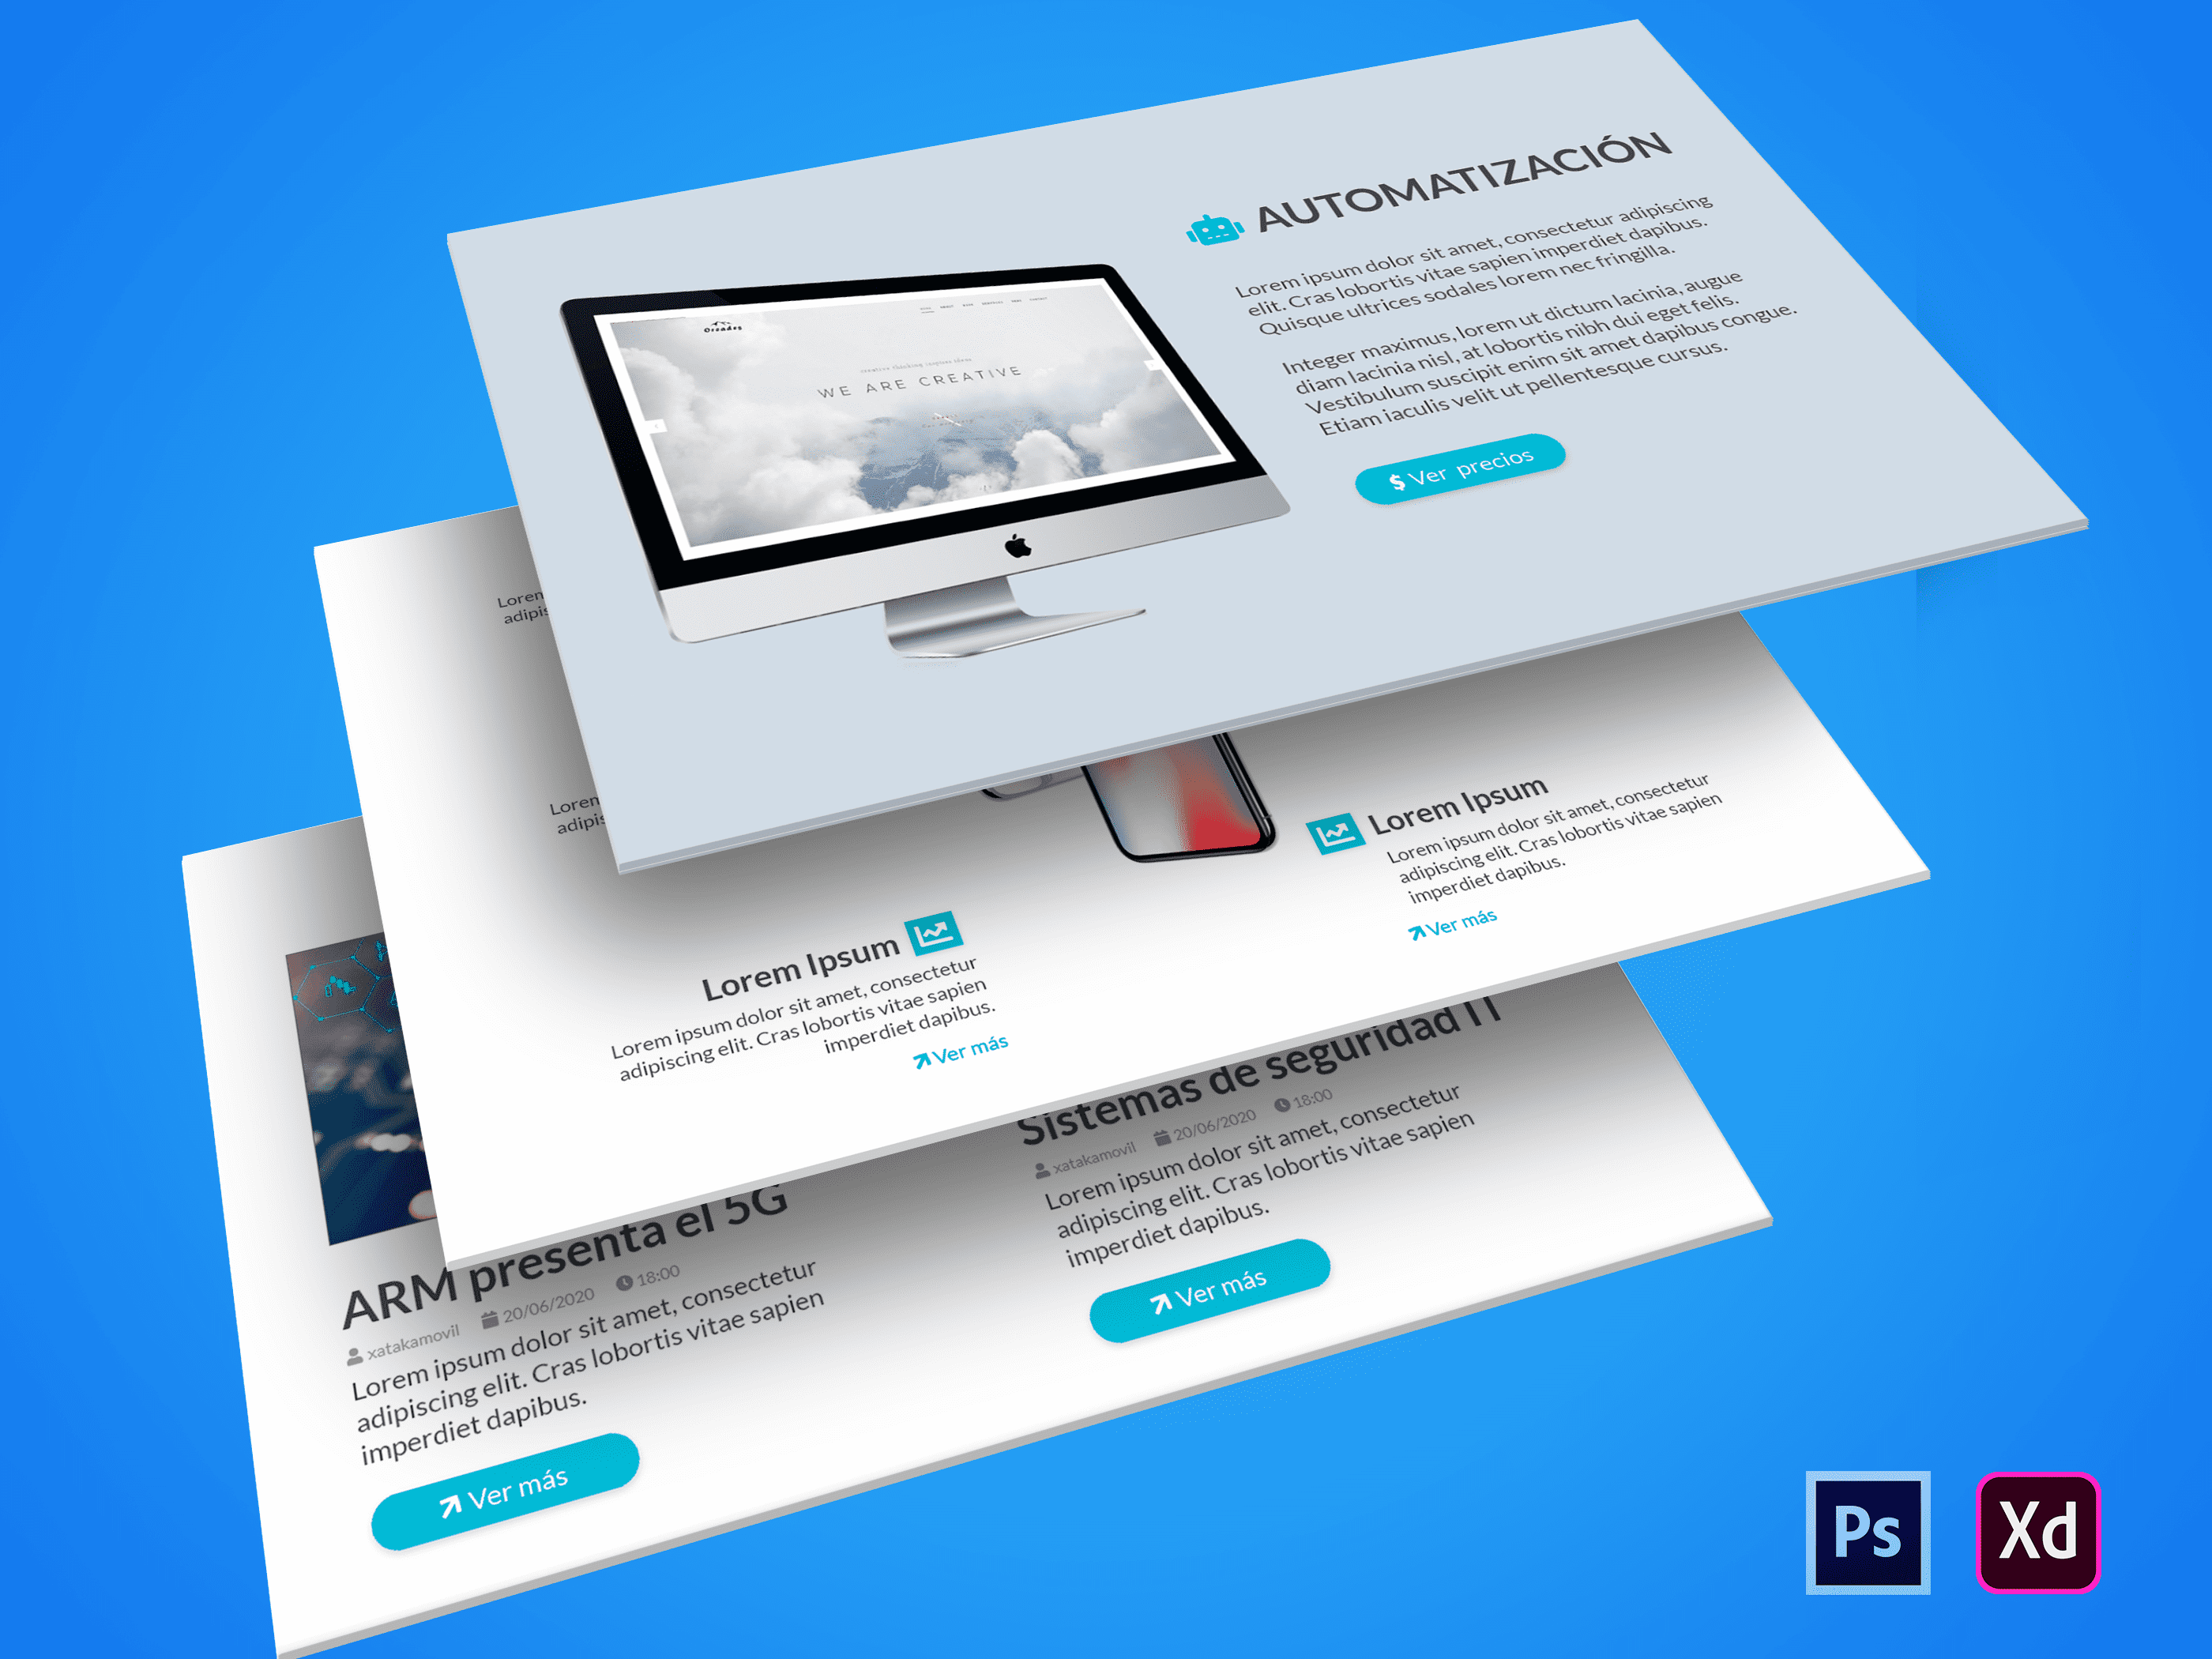 AUTOMATIZACIÓN
Lorem ipsum dolor sit amet, consectetur adipiscing
elit. Cras lobortis vitae sapien imperdiet dapibus.
Quisque ultrices sodales lorem nec fringilla.
Integer maximus, lorem ut dictum lacinia, augue
diam lacinia nisl, at lobortis nibh dui eget felis.
Vestibulum suscipit enim sit amet dapibus congue.
Etiam iaculis velit ut pellentesque cursus.
$ Ver precios
Oreades
creative thinking inspires ideas
WE ARE CREATIVE
Loren
adipis
Loren
adipis
Lorem Ipsum
Lorem ipsum dolor sit amet, consectetur
adipiscing elit. Cras lobortis vitae sapien
imperdiet dapibus.
Ver más
Lorem Ipsum
Lorem ipsum dolor sit amet, consectetur
adipiscing elit. Cras lobortis vitae sapien
imperdiet dapibus.
Ver más
ARM presenta el 5G
xatakamovil 20/06/2020 18:00
Lorem ipsum dolor sit amet, consectetur
adipiscing elit. Cras lobortis vitae sapien
imperdiet dapibus.
Ver más
Sistemas de seguridad IT
xatakamovil 20/06/2020 18:00
Lorem ipsum dolor sit amet, consectetur
adipiscing elit. Cras lobortis vitae sapien
imperdiet dapibus.
Ver más
Ps
Xd